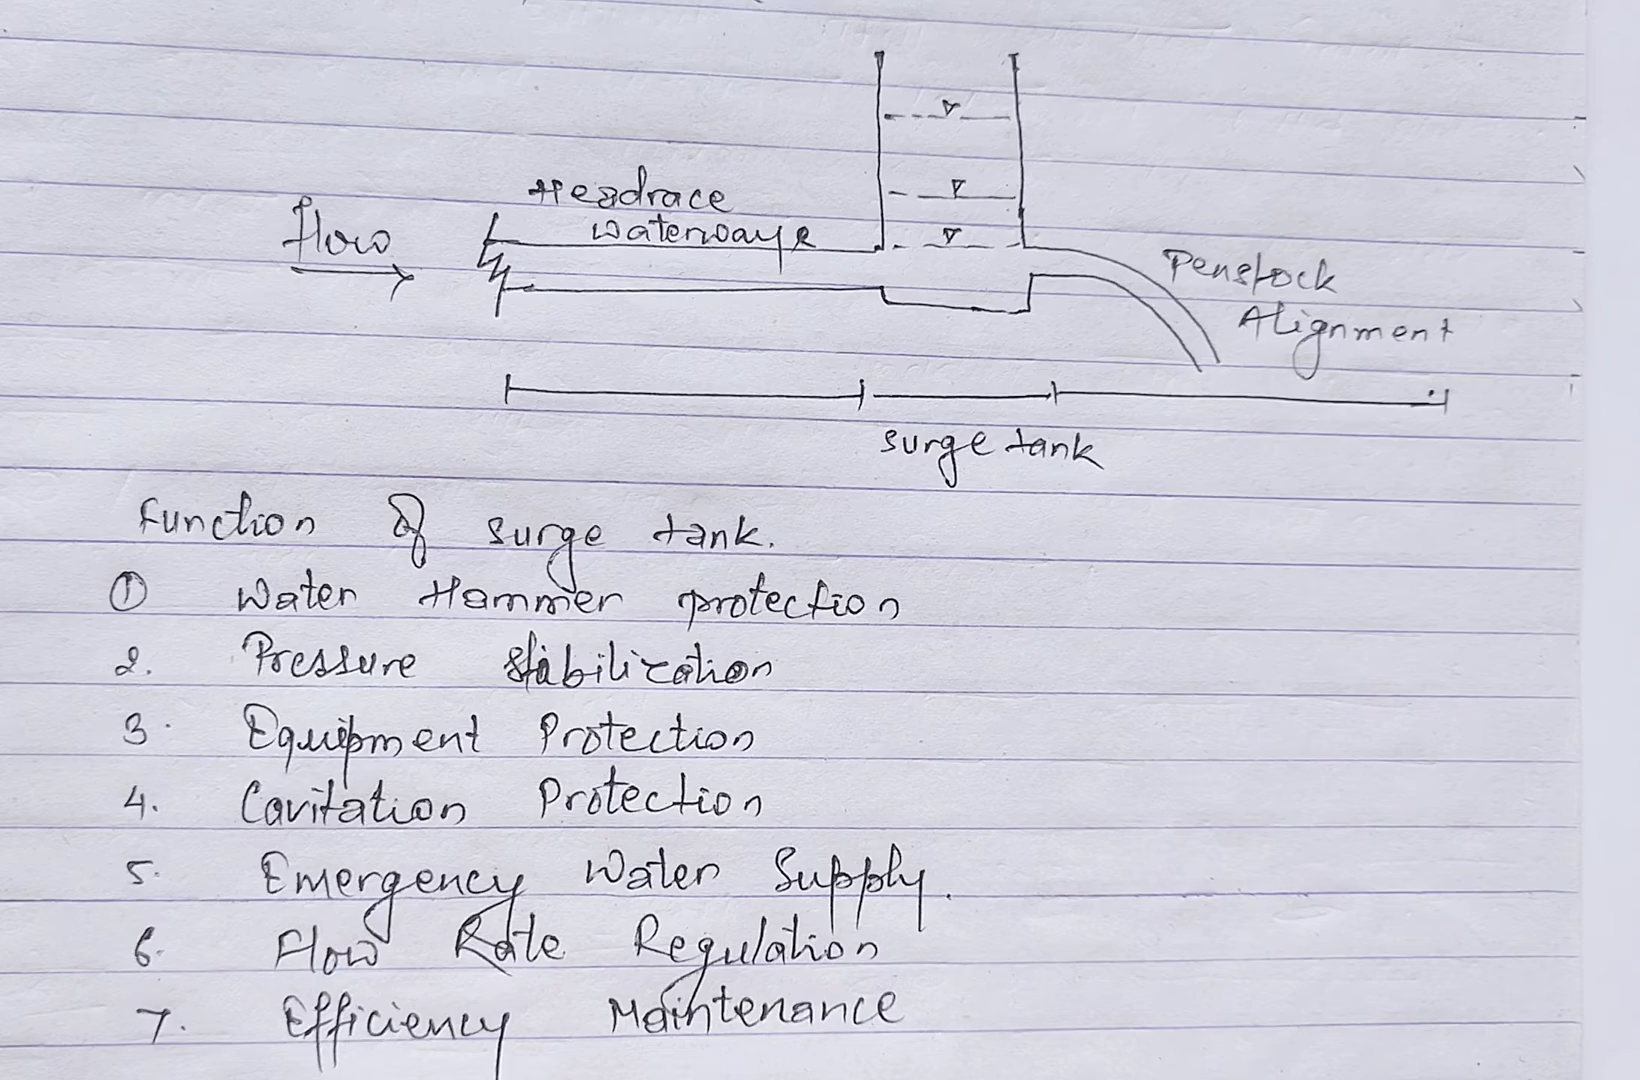 Headrace
Waterways
Flow
Penstock
Alignment
surge tank
Function of surge tank.
① Water Hammer protection
2. Pressure stabilization
3. Equipment Protection
4. Cavitation Protection
5. Emergency Water Supply.
6. Flow Rate Regulation
7. Efficiency Maintenance